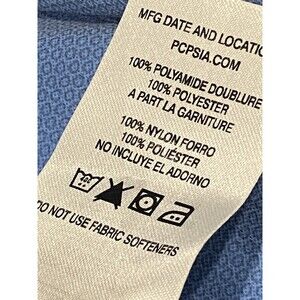 MFG DATE AND LOCATION
PCPSIA.COM
100% POLYAMIDE DOUBLURE
100% POLYESTER
A PART LA GARNITURE
100% NYLON FORRO
100% POLIÉSTER
NO INCLUYE EL ADORNO
DO NOT USE FABRIC SOFTENERS